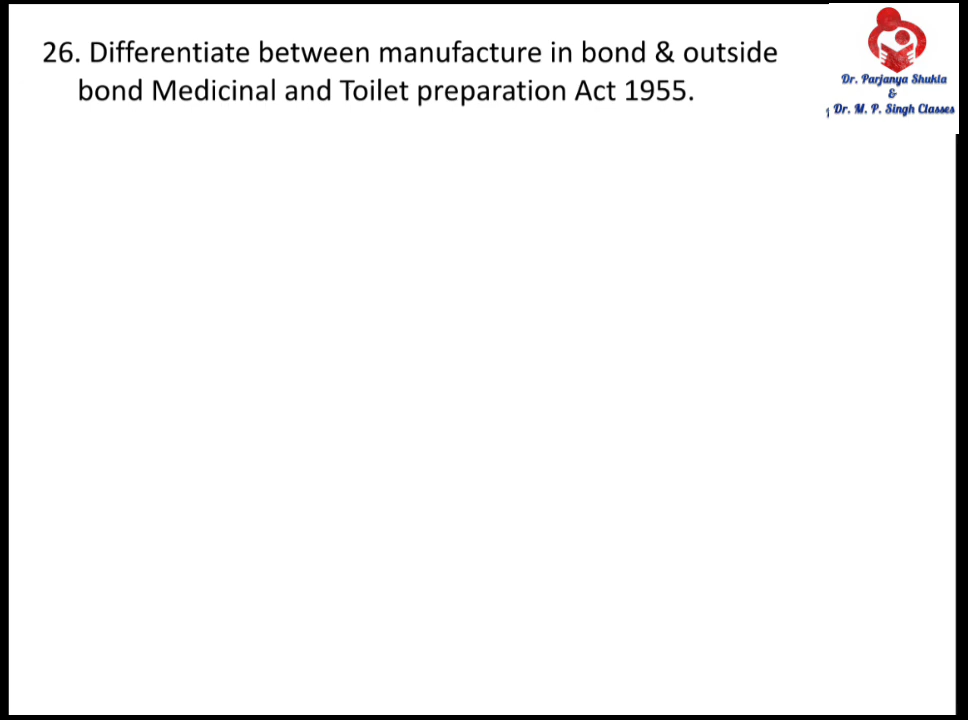 26. Differentiate between manufacture in bond & outside
bond Medicinal and Toilet preparation Act 1955.
Dr. Parjanya Shukla
&
Dr. M. P. Singh Classes